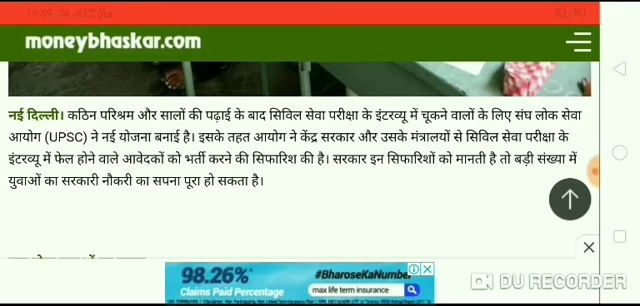 19:59
moneybhaskar.com
नई दिल्ली। कठिन परिश्रम और सालों की पढ़ाई के बाद सिविल सेवा परीक्षा के इंटरव्यू में चूकने वालों के लिए संघ लोक सेवा
आयोग (UPSC) ने नई योजना बनाई है। इसके तहत आयोग ने केंद्र सरकार और उसके मंत्रालयों से सिविल सेवा परीक्षा के
इंटरव्यू में फेल होने वाले आवेदकों को भर्ती करने की सिफारिश की है। सरकार इन सिफारिशों को मानती है तो बड़ी संख्या में
युवाओं का सरकारी नौकरी का सपना पूरा हो सकता है।
98.26% #BharoseKaNumber
Claims Paid Percentage max life term insurance
DU RECORDER